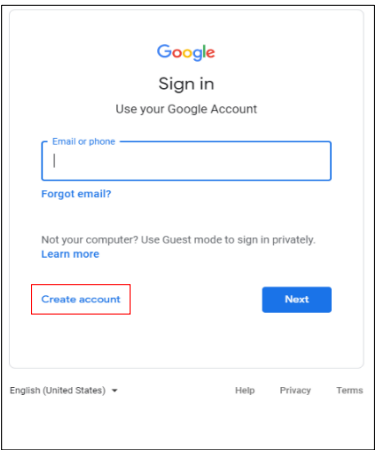 Google
Sign in
Use your Google Account
Email or phone
Forgot email?
Not your computer? Use Guest mode to sign in privately.
Learn more
Create account
Next
English (United States)
Help
Privacy
Terms